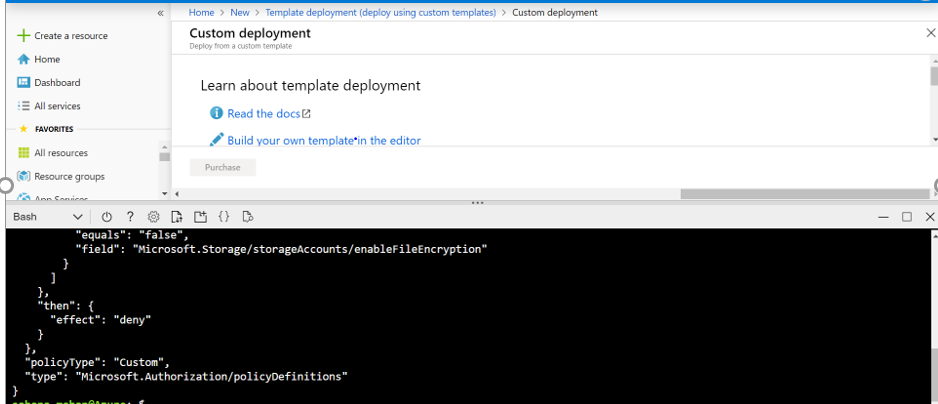 «
Home > New > Template deployment (deploy using custom templates) > Custom deployment
Create a resource
Home
Dashboard
All services
FAVORITES
All resources
Resource groups
App Services
Custom deployment
Deploy from a custom template
Learn about template deployment
Read the docs
Build your own template in the editor
Purchase
Bash
"equals": "false",
"field": "Microsoft.Storage/storageAccounts/enableFileEncryption"
}
]
},
"then": {
"effect": "deny"
}
},
"policyType": "Custom",
"type": "Microsoft.Authorization/policyDefinitions"
}